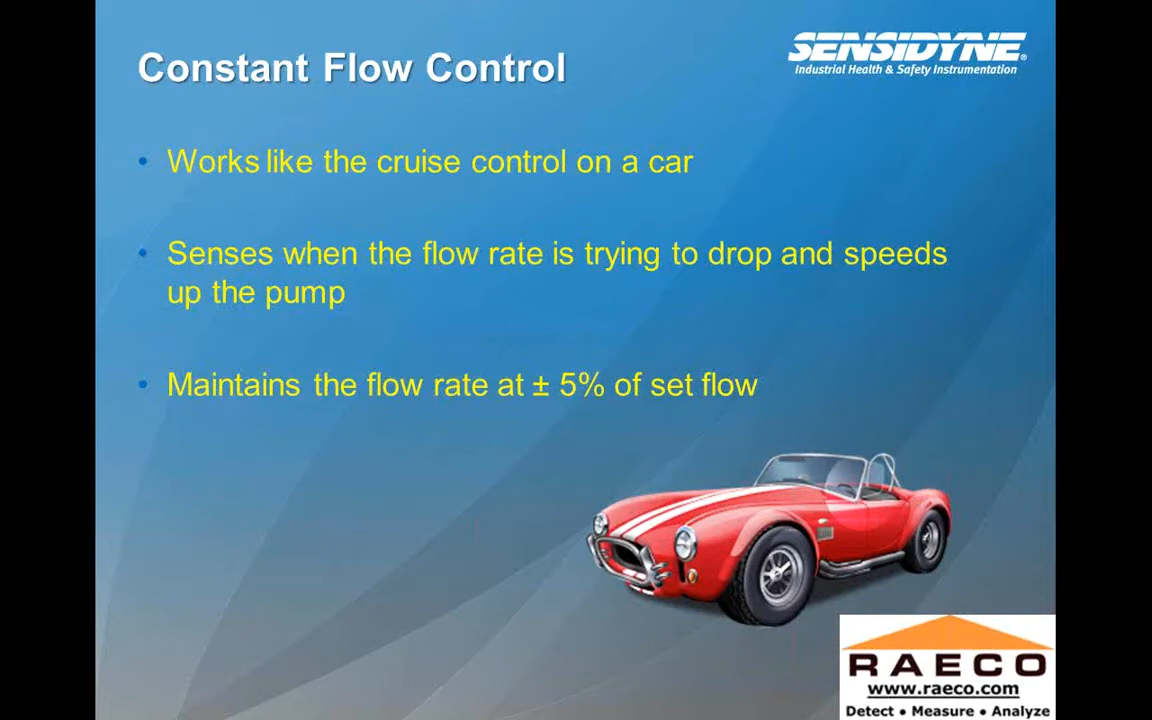 Constant Flow Control
SENSIDYNE®
Industrial Health & Safety Instrumentation
• Works like the cruise control on a car
• Senses when the flow rate is trying to drop and speeds
up the pump
• Maintains the flow rate at ± 5% of set flow
RAECO
www.raeco.com
Detect • Measure • Analyze